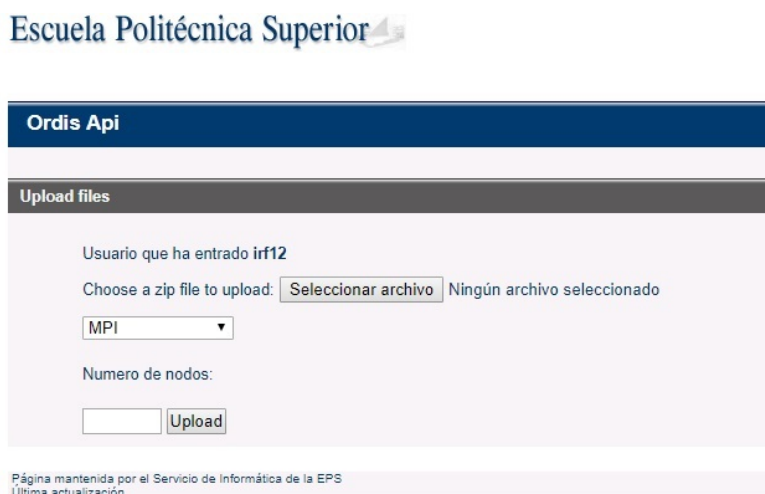 Escuela Politécnica Superior
Ordis Api
Upload files
Usuario que ha entrado irf12
Choose a zip file to upload: Seleccionar archivo Ningún archivo seleccionado
MPI
Numero de nodos:
Upload
Página mantenida por el Servicio de Informática de la EPS
Última actualización